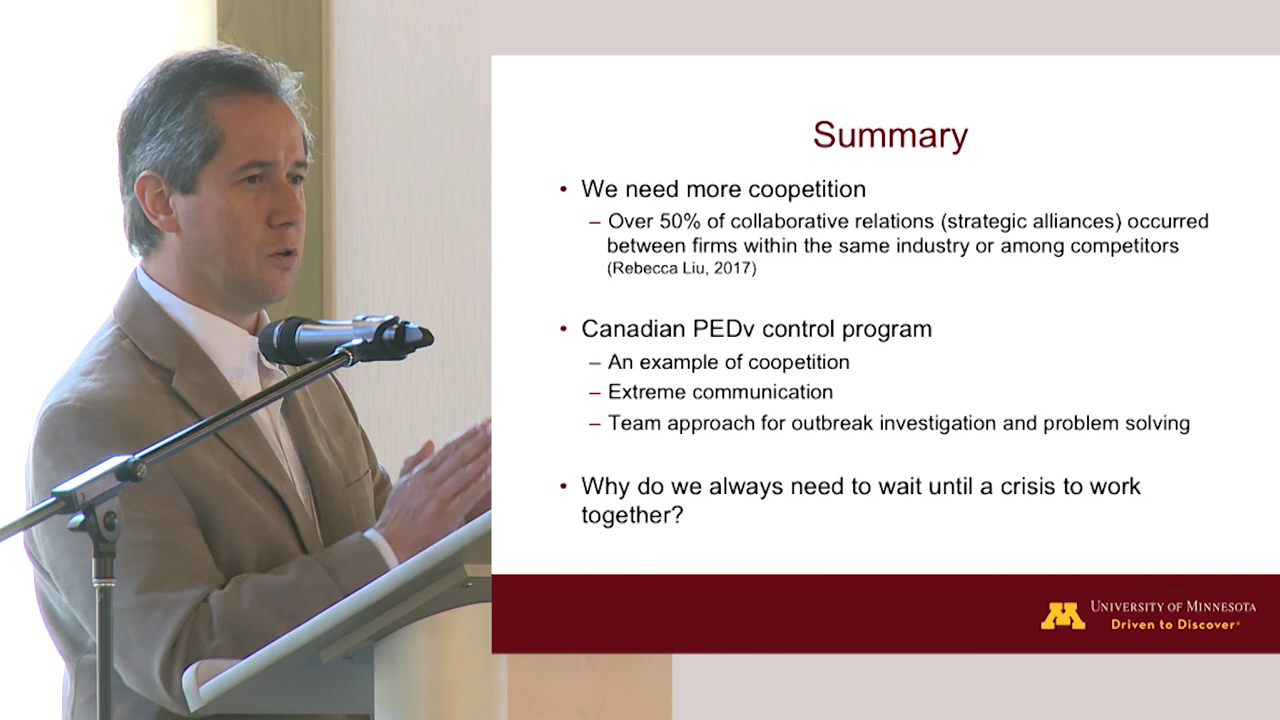 Summary
• We need more coopetition
– Over 50% of collaborative relations (strategic alliances) occurred
between firms within the same industry or among competitors
(Rebecca Liu, 2017)
• Canadian PEDv control program
– An example of coopetition
– Extreme communication
– Team approach for outbreak investigation and problem solving
• Why do we always need to wait until a crisis to work
together?
M
UNIVERSITY OF MINNESOTA
Driven to Discover®